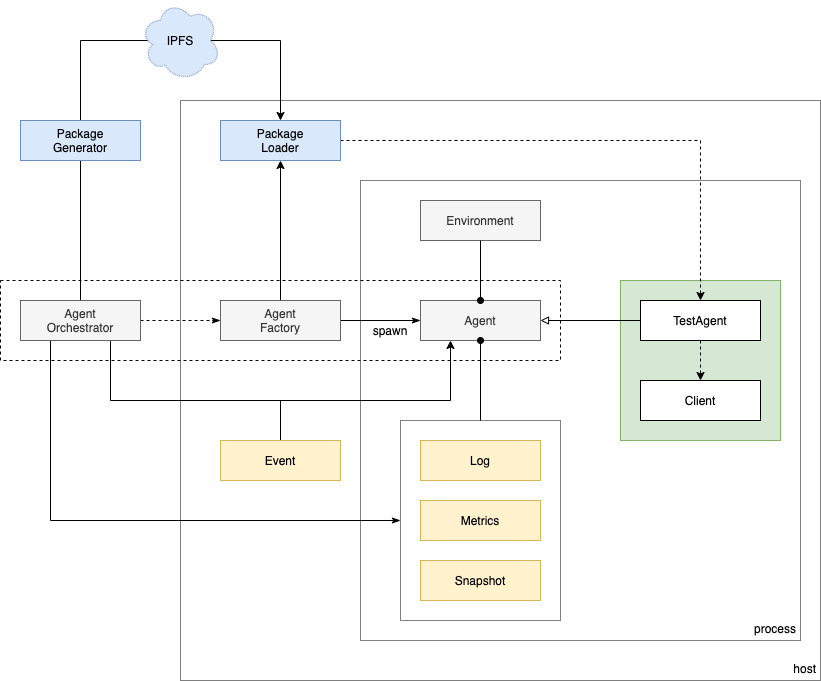 IPFS
Package
Generator
Package
Loader
Environment
Agent
Orchestrator
Agent
Factory
spawn
Agent
TestAgent
Client
Event
Log
Metrics
Snapshot
process
host